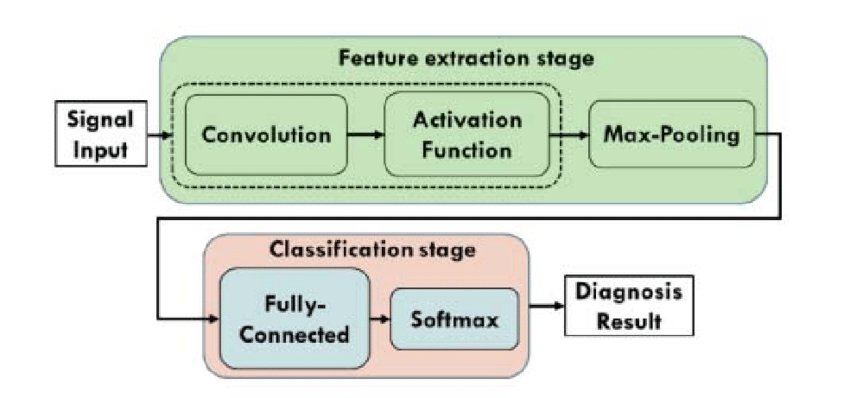 Feature extraction stage
Signal
Input
Convolution
Activation
Function
Max-Pooling
Classification stage
Fully-
Connected
Softmax
Diagnosis
Result